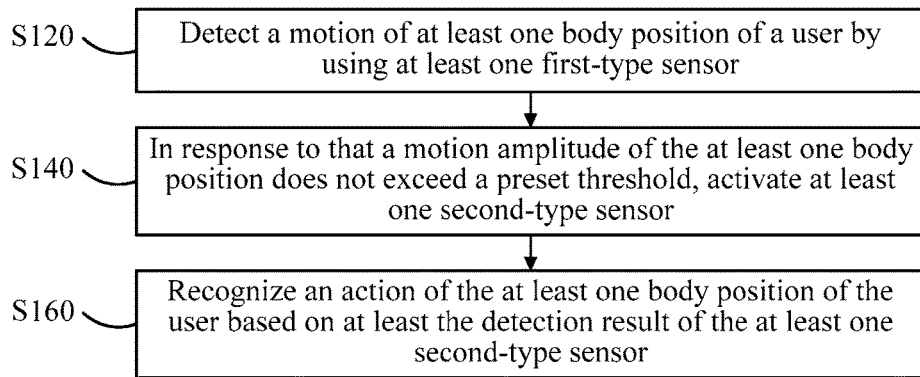 S120
Detect a motion of at least one body position of a user by
using at least one first-type sensor
S140
In response to that a motion amplitude of the at least one body
position does not exceed a preset threshold, activate at least
one second-type sensor
S160
Recognize an action of the at least one body position of the
user based on at least the detection result of the at least one
second-type sensor